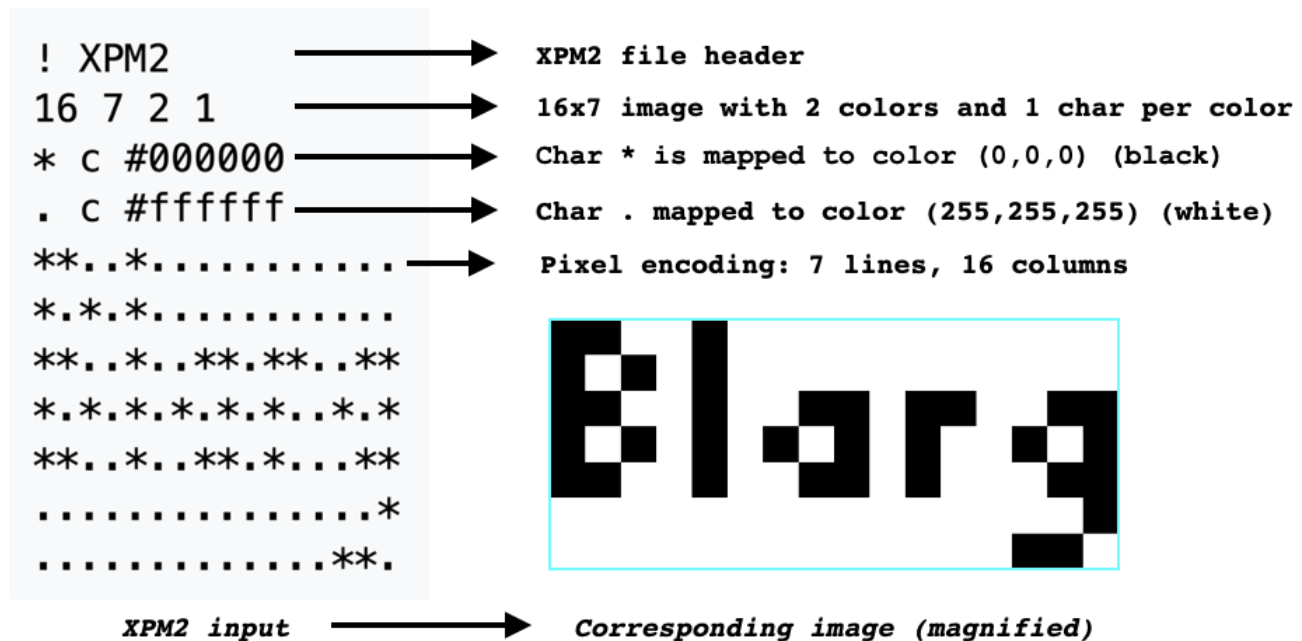 ! XPM2 XPM2 file header
16 7 2 1 16x7 image with 2 colors and 1 char per color
* c #000000 Char * is mapped to color (0,0,0) (black)
. c #ffffff Char . mapped to color (255,255,255) (white)
**..*........... Pixel encoding: 7 lines, 16 columns
*.*.*...........
**..*..**.**..**
*.*.*.*.*.*..*.*
**..*..**.*...**
...............*
.............**.
Blarg
XPM2 input Corresponding image (magnified)